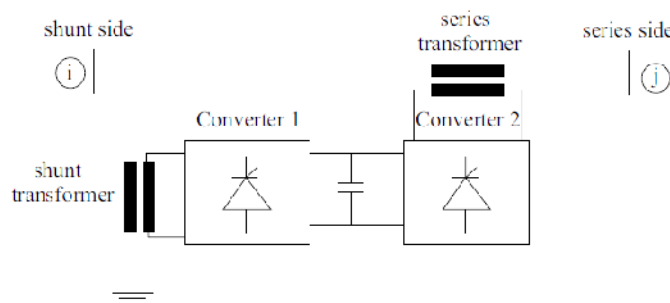 shunt side
series
transformer
series side
i
j
Converter 1
Converter 2
shunt
transformer